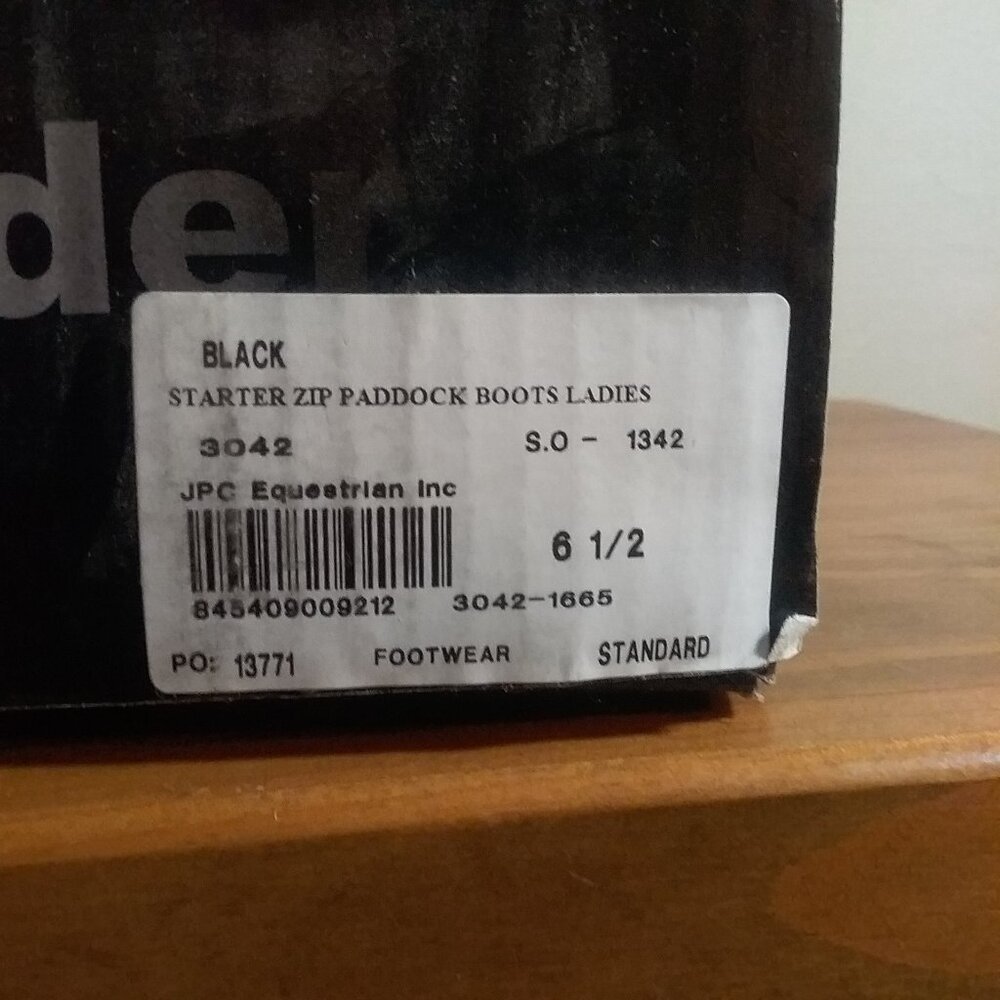 der
BLACK
STARTER ZIP PADDOCK BOOTS LADIES
3042 S.O - 1342
JPC Equestrian Inc
6 1/2
845409009212 3042-1665
PO: 13771 FOOTWEAR STANDARD